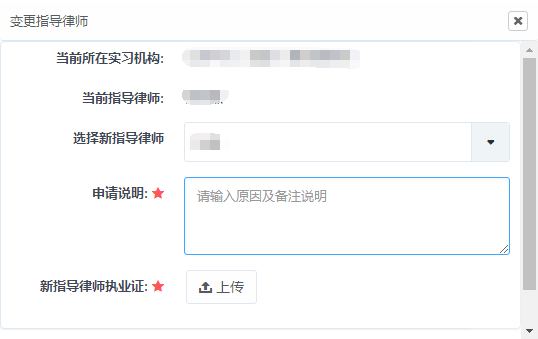 变更指导律师
当前所在实习机构:
当前指导律师:
选择新指导律师
申请说明:
请输入原因及备注说明
新指导律师执业证:
上传